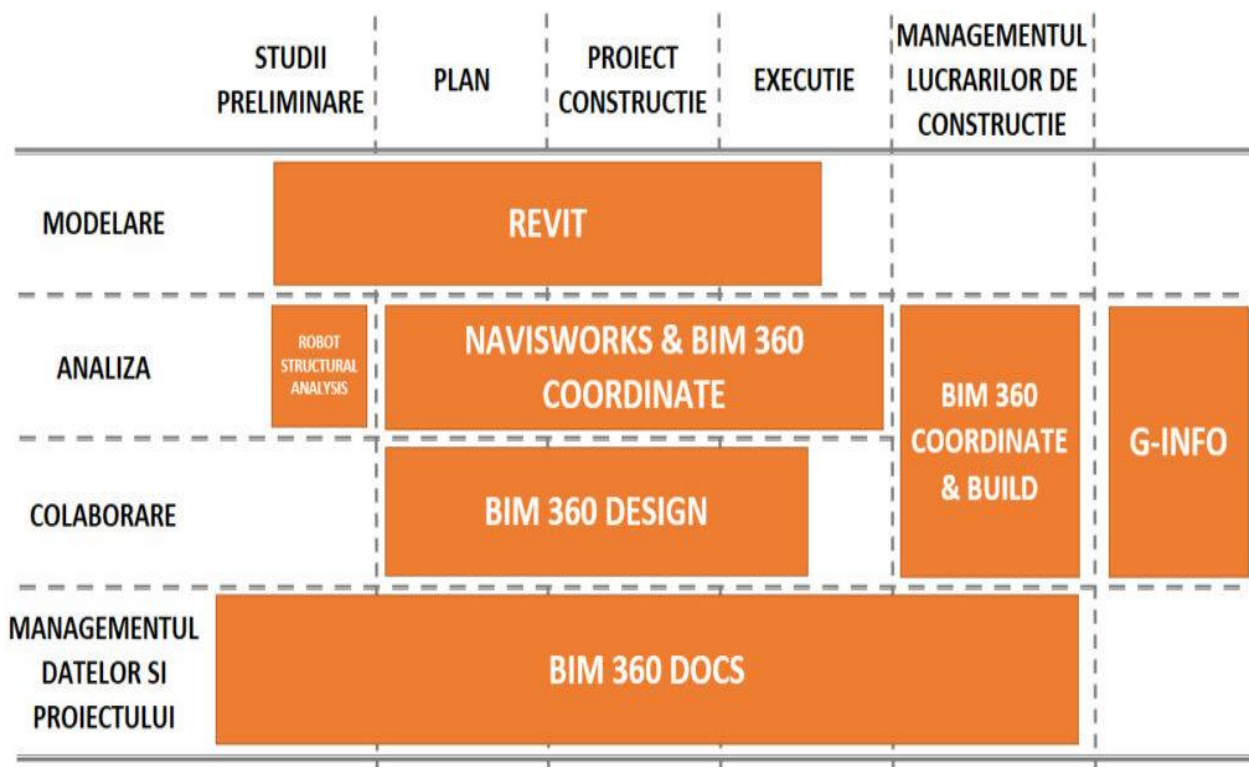 STUDII
PRELIMINARE
PLAN
PROIECT
CONSTRUCTIE
EXECUTIE
MANAGEMENTUL
LUCRARILOR DE
CONSTRUCTIE
MODELARE
REVIT
ANALIZA
ROBOT
STRUCTURAL
ANALYSIS
NAVISWORKS & BIM 360
COORDINATE
BIM 360
COORDINATE
& BUILD
G-INFO
COLABORARE
BIM 360 DESIGN
MANAGEMENTUL
DATELOR SI
PROIECTULUI
BIM 360 DOCS